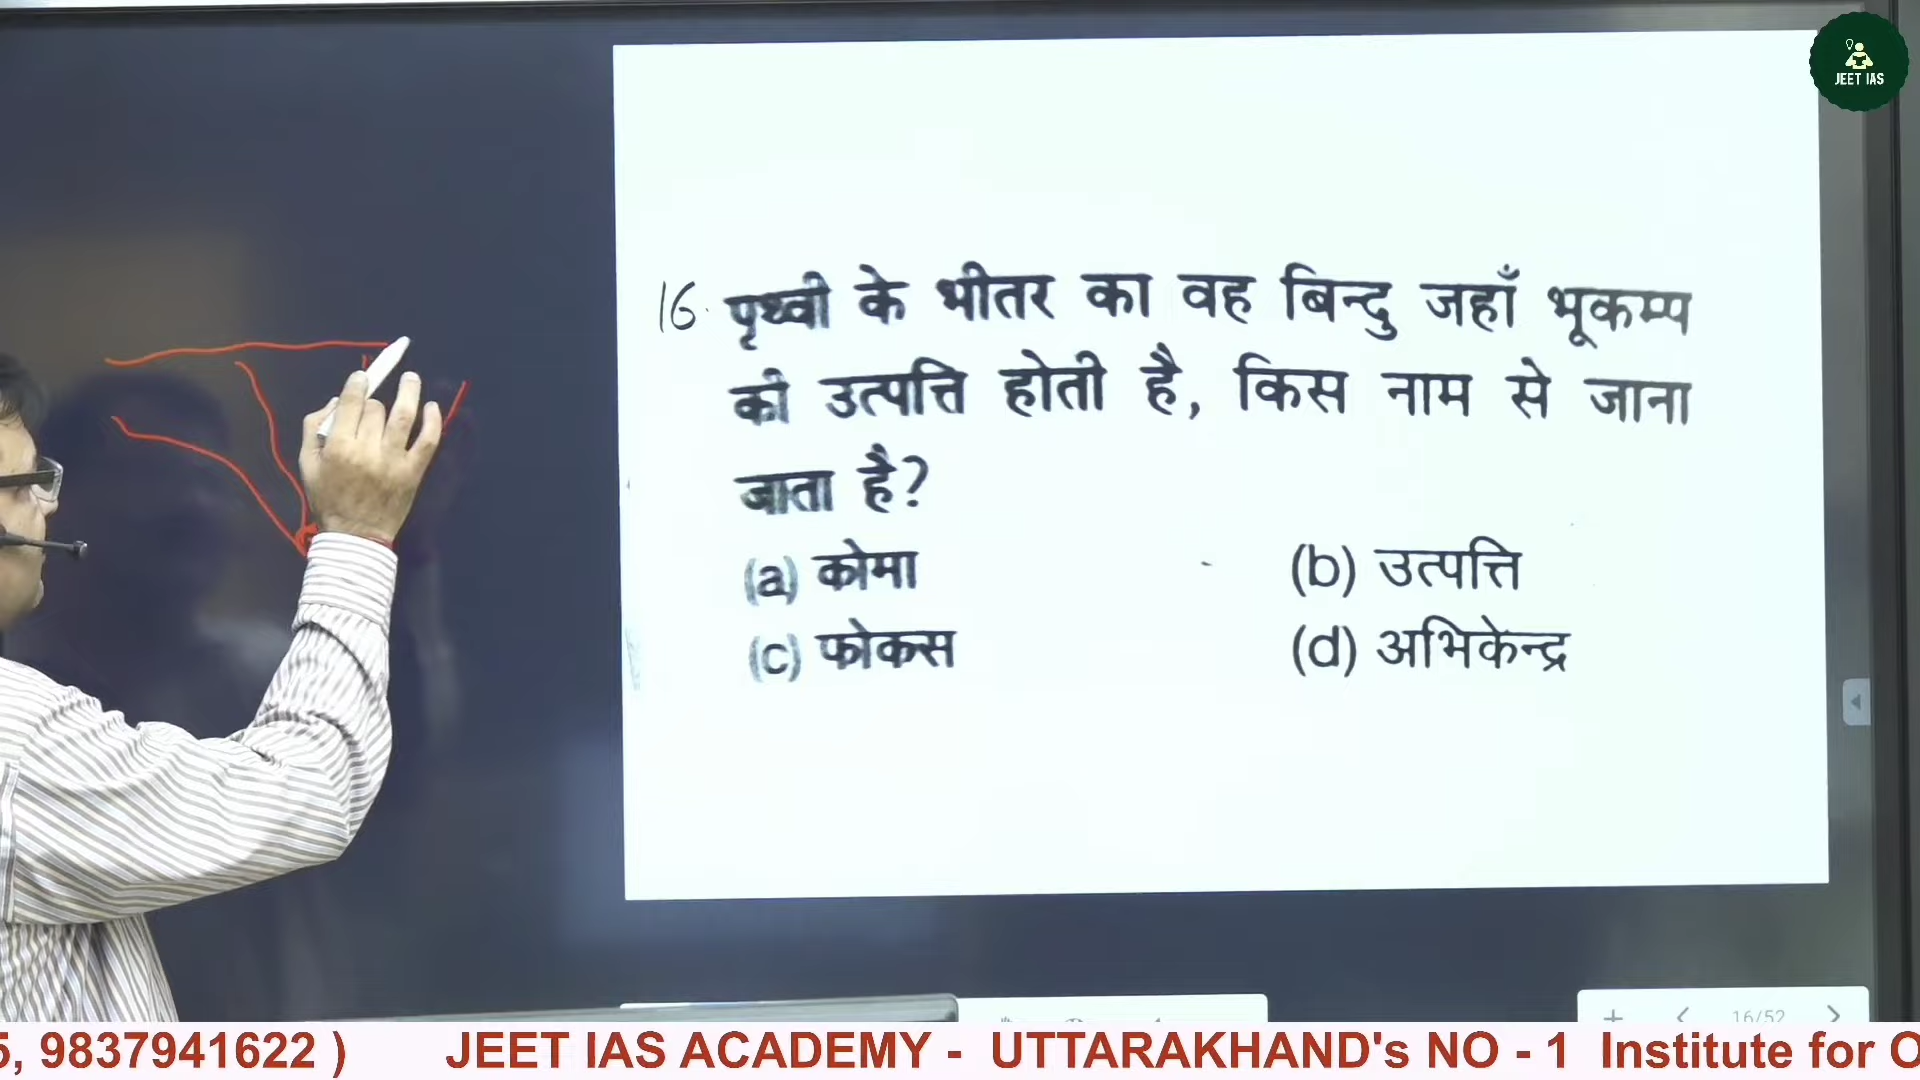 JEET IAS
16. पृथ्वी के भीतर का वह बिन्दु जहाँ भूकम्प
की उत्पत्ति होती है, किस नाम से जाना
जाता है?
(a) कोमा (b) उत्पत्ति
(c) फोकस (d) अभिकेन्द्र
16/52
5, 9837941622 ) JEET IAS ACADEMY - UTTARAKHAND's NO - 1 Institute for O